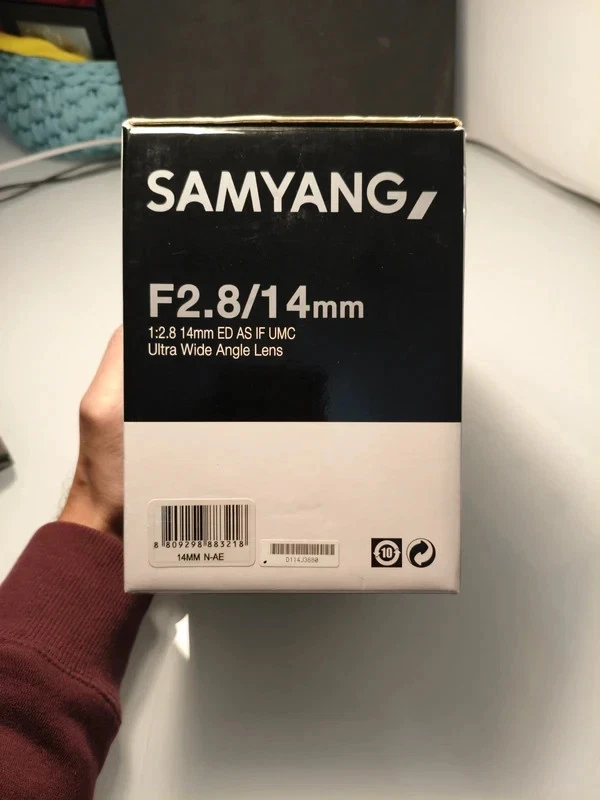 SAMYANG
F2.8/14mm
1:2.8 14mm ED AS IF UMC
Ultra Wide Angle Lens
8 809298 883218
14MM N-AE
10